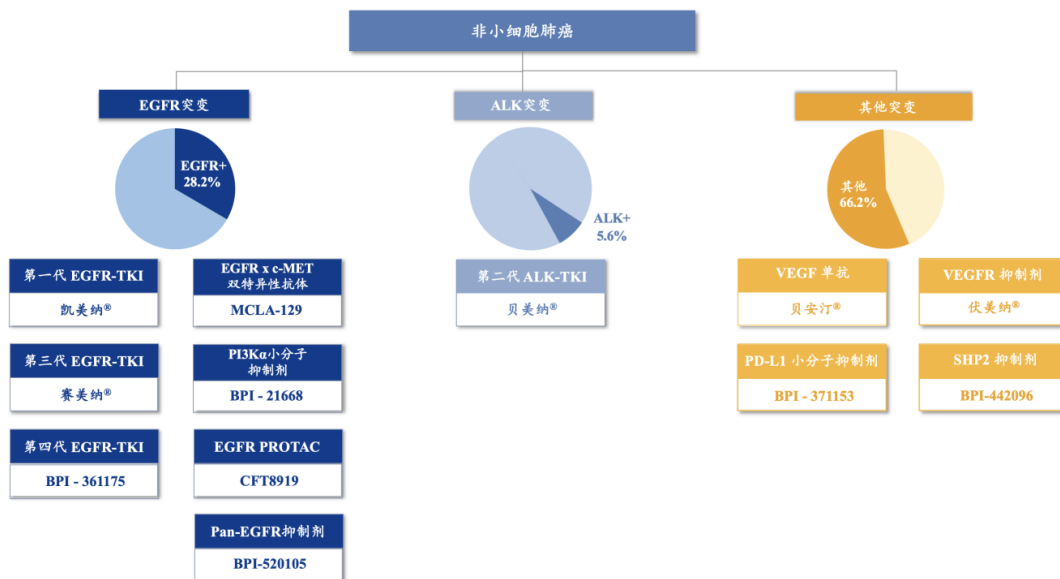 非小细胞肺癌
EGFR突变
ALK突变
其他突变
EGFR+
28.2%
ALK+
5.6%
其他
66.2%
第一代 EGFR-TKI
凯美纳®
EGFR x c-MET
双特异性抗体
MCLA-129
第二代 ALK-TKI
贝美纳®
VEGF 单抗
贝安汀®
VEGFR 抑制剂
伏美纳®
第三代 EGFR-TKI
赛美纳®
PI3Kα小分子
抑制剂
BPI - 21668
PD-L1 小分子抑制剂
BPI - 371153
SHP2 抑制剂
BPI-442096
第四代 EGFR-TKI
BPI - 361175
EGFR PROTAC
CFT8919
Pan-EGFR抑制剂
BPI-520105